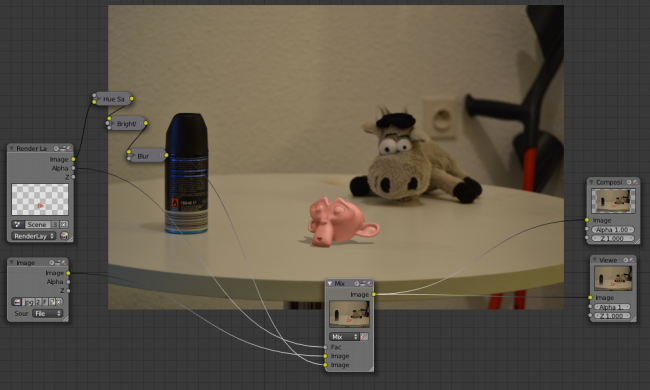 Hue Sa
Bright/
Blur
Render La
Image
Alpha
Z
Scene
RenderLay
Image
Image
Alpha
Z
Sour
File
Mix
Image
Mix
Fac
Image
Image
Composi
Image
Alpha 1.00
Z 1.000
Viewe
Image
Alpha 1.
Z 1.000